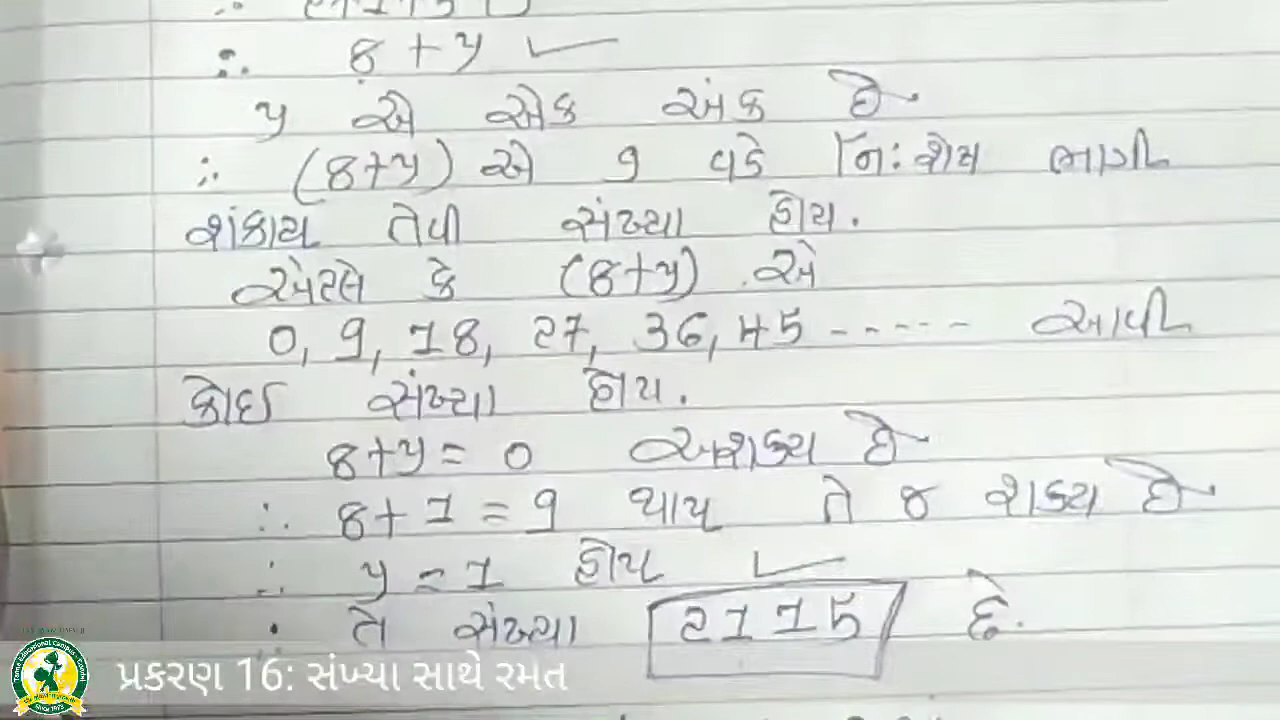 ∴ 8 + y ✓
y એ એક અંક છે
∴ (8+y) એ 9 વડે નિ:શેષ ભાગી
શકાય તેવી સંખ્યા હોય.
એટલે કે (8+y) એ
0, 9, 18, 27, 36, 45 ----- આવી
કોઇ સંખ્યા હોય.
8+y = 0 અશક્ય છે
∴ 8+1 = 9 થાય તે જ શક્ય છે
∴ y = 1 હોય ✓
∴ તે સંખ્યા 2115 છે.
પ્રકરણ 16: સંખ્યા સાથે રમત